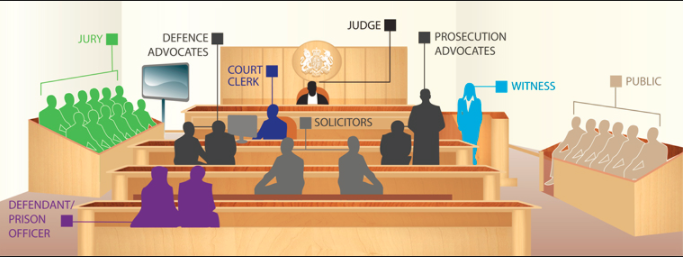 JURY
DEFENCE
ADVOCATES
JUDGE
PROSECUTION
ADVOCATES
COURT
CLERK
WITNESS
PUBLIC
SOLICITORS
DEFENDANT/
PRISON
OFFICER